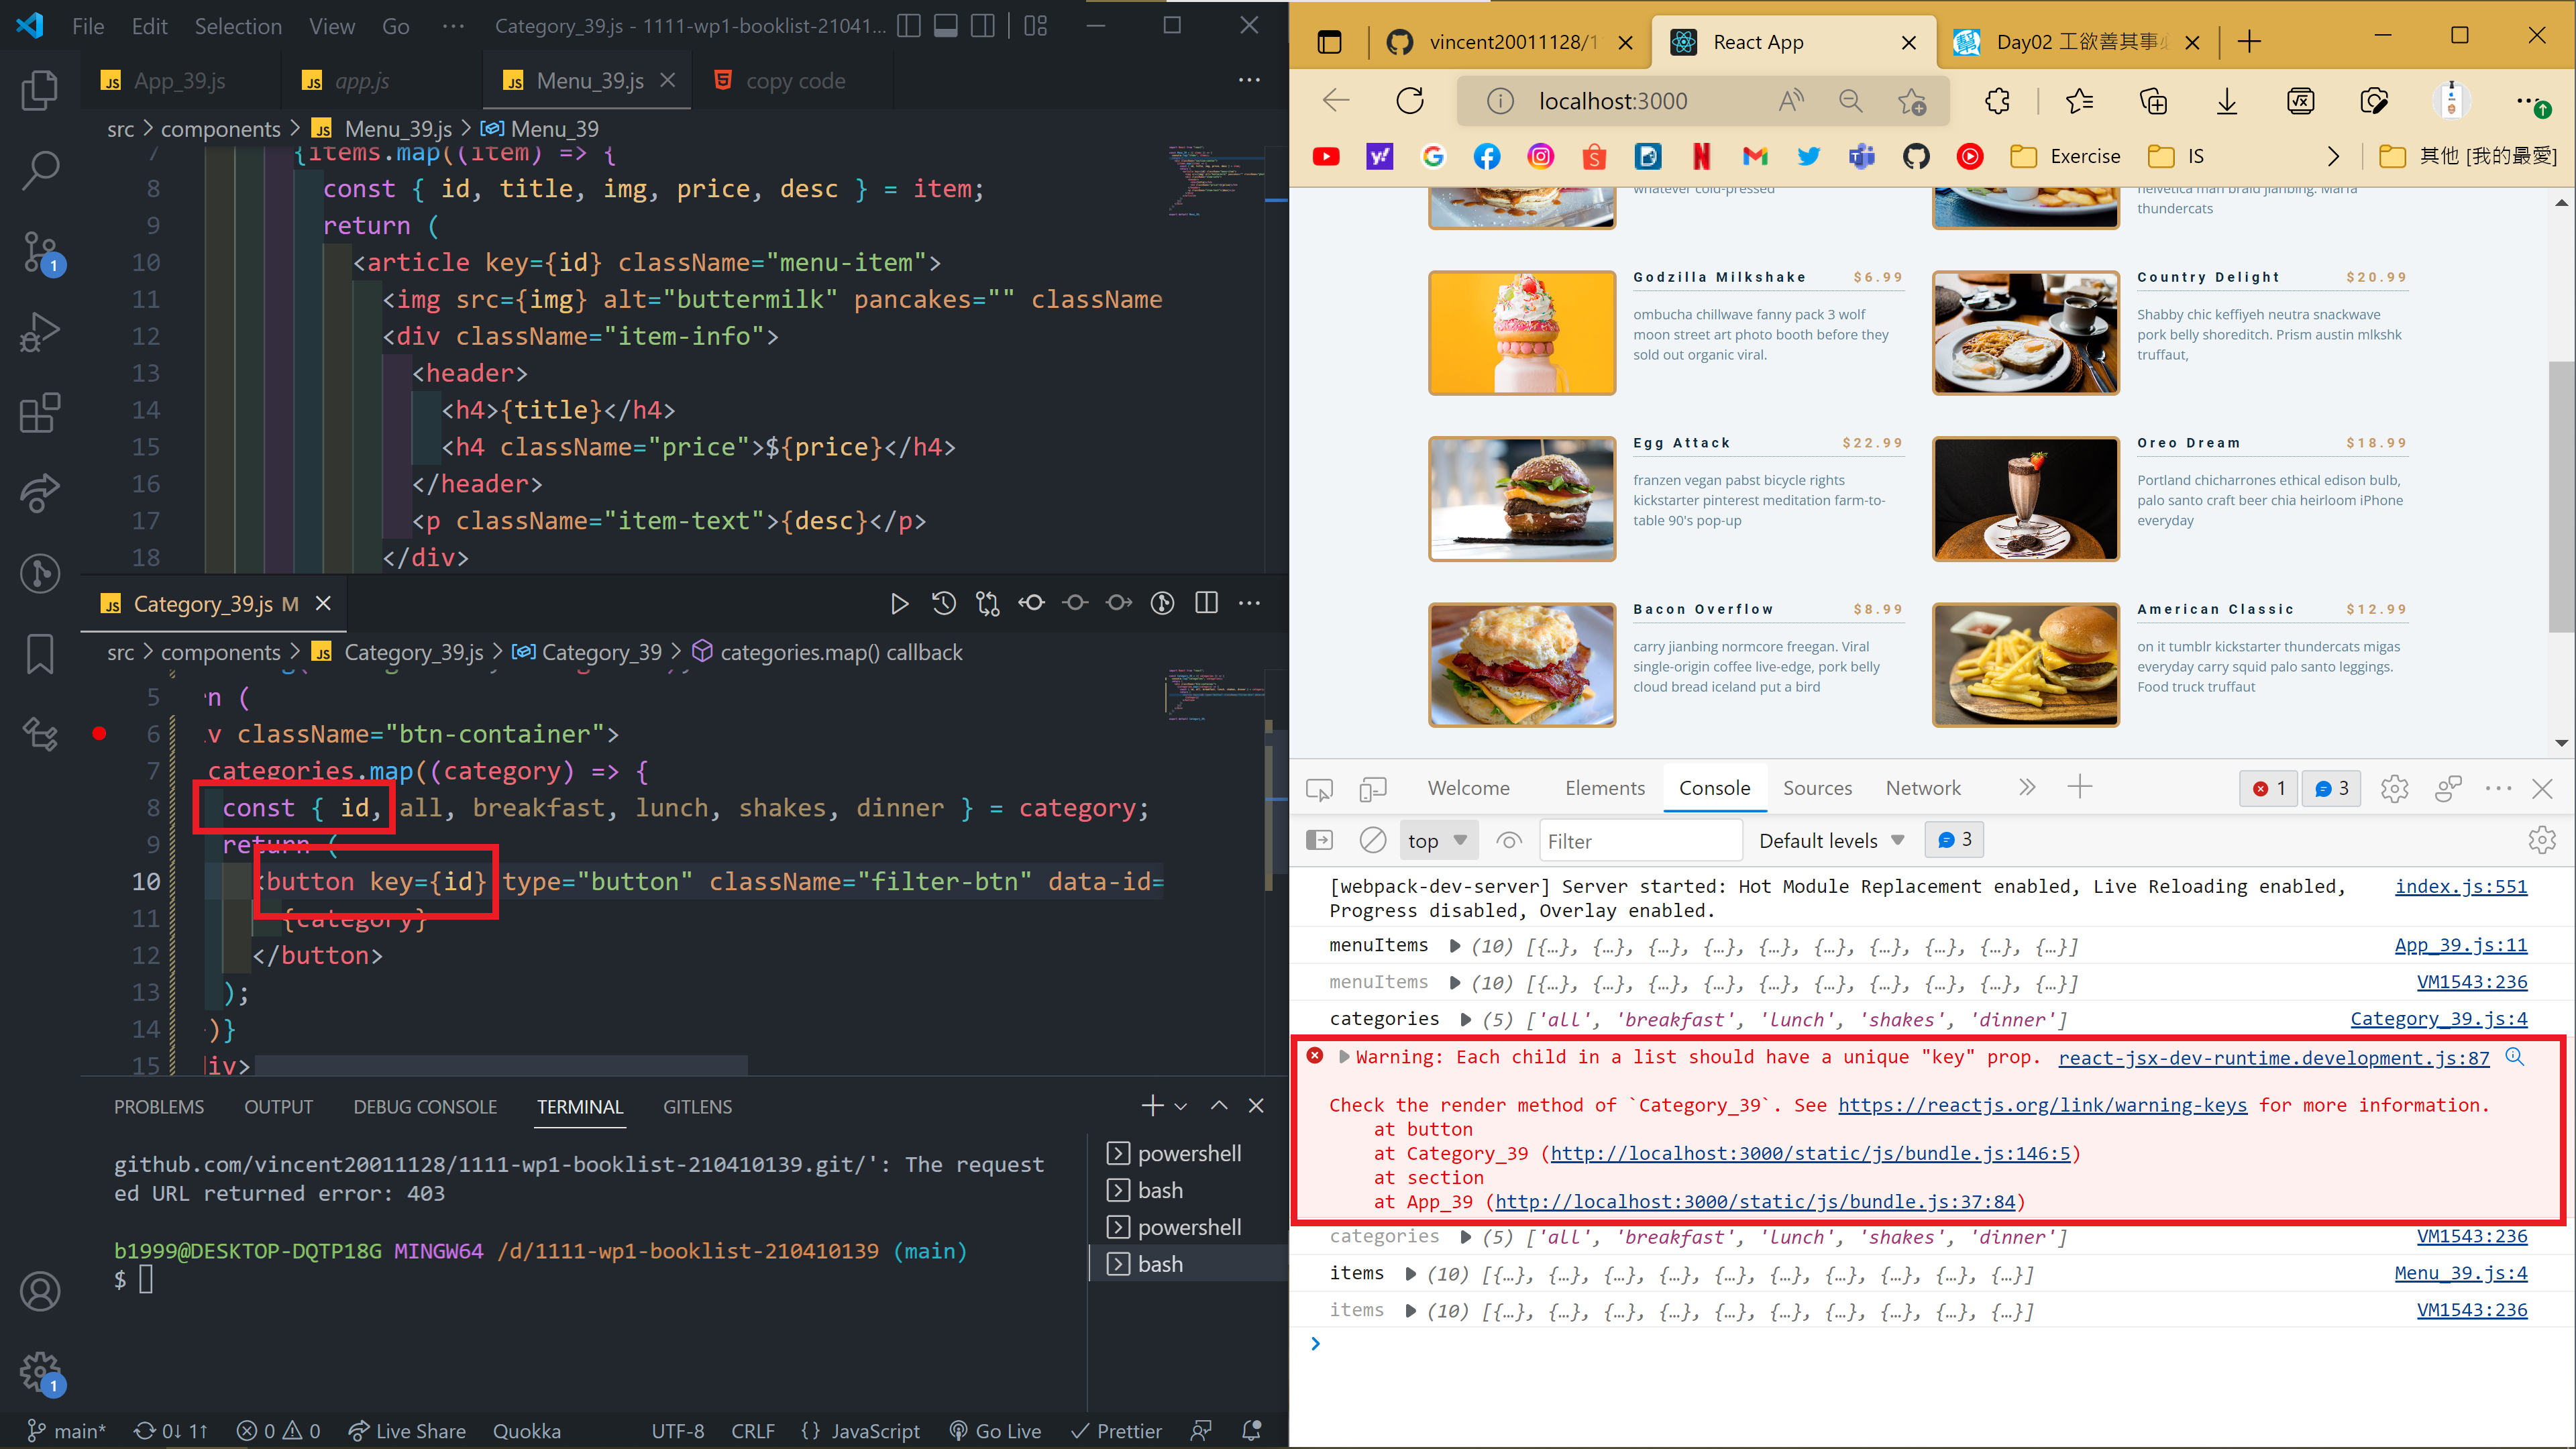 File Edit Selection View Go ··· Category_39.js - 1111-wp1-booklist-21041...
App_39.js app.js Menu_39.js copy code
src > components > Menu_39.js > Menu_39
7 {items.map((item) => {
8 const { id, title, img, price, desc } = item;
9 return (
10 <article key={id} className="menu-item">
11 <img src={img} alt="buttermilk" pancakes="" className
12 <div className="item-info">
13 <header>
14 <h4>{title}</h4>
15 <h4 className="price">${price}</h4>
16 </header>
17 <p className="item-text">{desc}</p>
18 </div>
Category_39.js M
src > components > Category_39.js > Category_39 > categories.map() callback
5 n (
6 v className="btn-container">
7 categories.map((category) => {
8 const { id, all, breakfast, lunch, shakes, dinner } = category;
9 return (
10 <button key={id} type="button" className="filter-btn" data-id=
11 {category}
12 </button>
13 );
14 )}
15 iv>
PROBLEMS OUTPUT DEBUG CONSOLE TERMINAL GITLENS
github.com/vincent20011128/1111-wp1-booklist-210410139.git/': The request
ed URL returned error: 403
b1999@DESKTOP-DQTP18G MINGW64 /d/1111-wp1-booklist-210410139 (main)
$
powershell
bash
powershell
bash
main* 0↓ 1↑ 0 0 Live Share Quokka UTF-8 CRLF {} JavaScript Go Live Prettier
vincent20011128/1 React App Day02 工欲善其事
localhost:3000
Exercise IS 其他 [我的最愛]
whatever cold-pressed
helvetica man braid jianbing. Marfa
thundercats
Godzilla Milkshake $6.99
ombucha chillwave fanny pack 3 wolf
moon street art photo booth before they
sold out organic viral.
Country Delight $20.99
Shabby chic keffiyeh neutra snackwave
pork belly shoreditch. Prism austin mlkshk
truffaut,
Egg Attack $22.99
franzen vegan pabst bicycle rights
kickstarter pinterest meditation farm-to-
table 90's pop-up
Oreo Dream $18.99
Portland chicharrones ethical edison bulb,
palo santo craft beer chia heirloom iPhone
everyday
Bacon Overflow $8.99
carry jianbing normcore freegan. Viral
single-origin coffee live-edge, pork belly
cloud bread iceland put a bird
American Classic $12.99
on it tumblr kickstarter thundercats migas
everyday carry squid palo santo leggings.
Food truck truffaut
Welcome Elements Console Sources Network 1 3
top Filter Default levels 3
[webpack-dev-server] Server started: Hot Module Replacement enabled, Live Reloading enabled, index.js:551
Progress disabled, Overlay enabled.
menuItems (10) [{…}, {…}, {…}, {…}, {…}, {…}, {…}, {…}, {…}, {…}] App_39.js:11
menuItems (10) [{…}, {…}, {…}, {…}, {…}, {…}, {…}, {…}, {…}, {…}] VM1543:236
categories (5) ['all', 'breakfast', 'lunch', 'shakes', 'dinner'] Category_39.js:4
Warning: Each child in a list should have a unique "key" prop. react-jsx-dev-runtime.development.js:87
Check the render method of `Category_39`. See https://reactjs.org/link/warning-keys for more information.
at button
at Category_39 (http://localhost:3000/static/js/bundle.js:146:5)
at section
at App_39 (http://localhost:3000/static/js/bundle.js:37:84)
categories (5) ['all', 'breakfast', 'lunch', 'shakes', 'dinner'] VM1543:236
items (10) [{…}, {…}, {…}, {…}, {…}, {…}, {…}, {…}, {…}, {…}] Menu_39.js:4
items (10) [{…}, {…}, {…}, {…}, {…}, {…}, {…}, {…}, {…}, {…}] VM1543:236